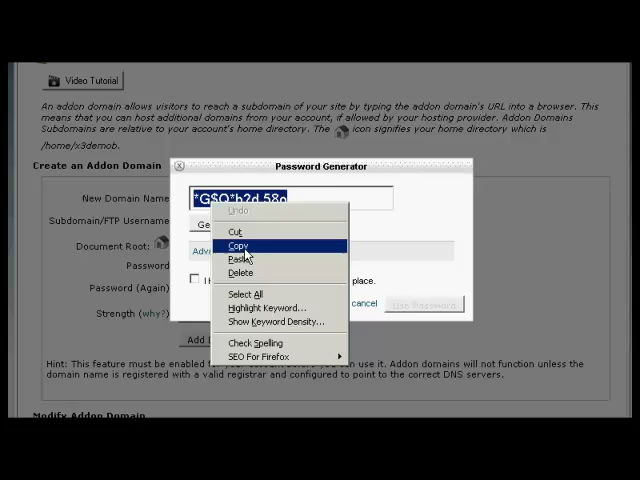 Video Tutorial
An addon domain allows visitors to reach a subdomain of your site by typing the addon domain's URL into a browser. This
means that you can host additional domains from your account, if allowed by your hosting provider. Addon Domains
Subdomains are relative to your account's home directory. The icon signifies your home directory which is
/home/x3demob.
Create an Addon Domain
Password Generator
New Domain Name
Subdomain/FTP Username
Undo
Ge
Cut
Document Root:
Adv
Copy
Paste
Password
Delete
place.
Password (Again)
Select All
cancel
Use Password
Highlight Keyword...
Strength (why?)
Show Keyword Density...
Add D
Check Spelling
SEO For Firefox
Hint: This feature must be enabled for your account before you can use it. Addon domains will not function unless the
domain name is registered with a valid registrar and configured to point to the correct DNS servers.
Modify Addon Domain